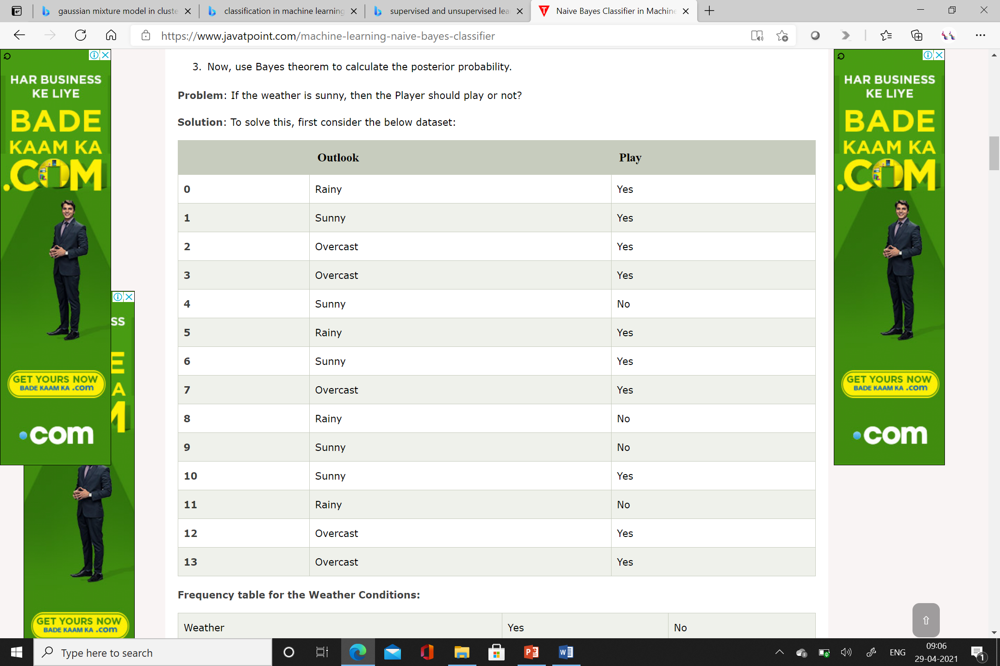 gaussian mixture model in cluste
classification in machine learning
supervised and unsupervised lea
Naive Bayes Classifier in Machine
https://www.javatpoint.com/machine-learning-naive-bayes-classifier
HAR BUSINESS
KE LIYE
BADE
KAAM KA
.COM
GET YOURS NOW
BADE KAAM KA .com
.com
SS
E
A
M
GET YOURS NOW
BADE KAAM KA .com
3. Now, use Bayes theorem to calculate the posterior probability.
Problem: If the weather is sunny, then the Player should play or not?
Solution: To solve this, first consider the below dataset:
Outlook Play
0 Rainy Yes
1 Sunny Yes
2 Overcast Yes
3 Overcast Yes
4 Sunny No
5 Rainy Yes
6 Sunny Yes
7 Overcast Yes
8 Rainy No
9 Sunny No
10 Sunny Yes
11 Rainy No
12 Overcast Yes
13 Overcast Yes
Frequency table for the Weather Conditions:
Weather Yes No
HAR BUSINESS
KE LIYE
BADE
KAAM KA
.COM
GET YOURS NOW
BADE KAAM KA .com
.com
Type here to search
ENG
09:06
29-04-2021
1